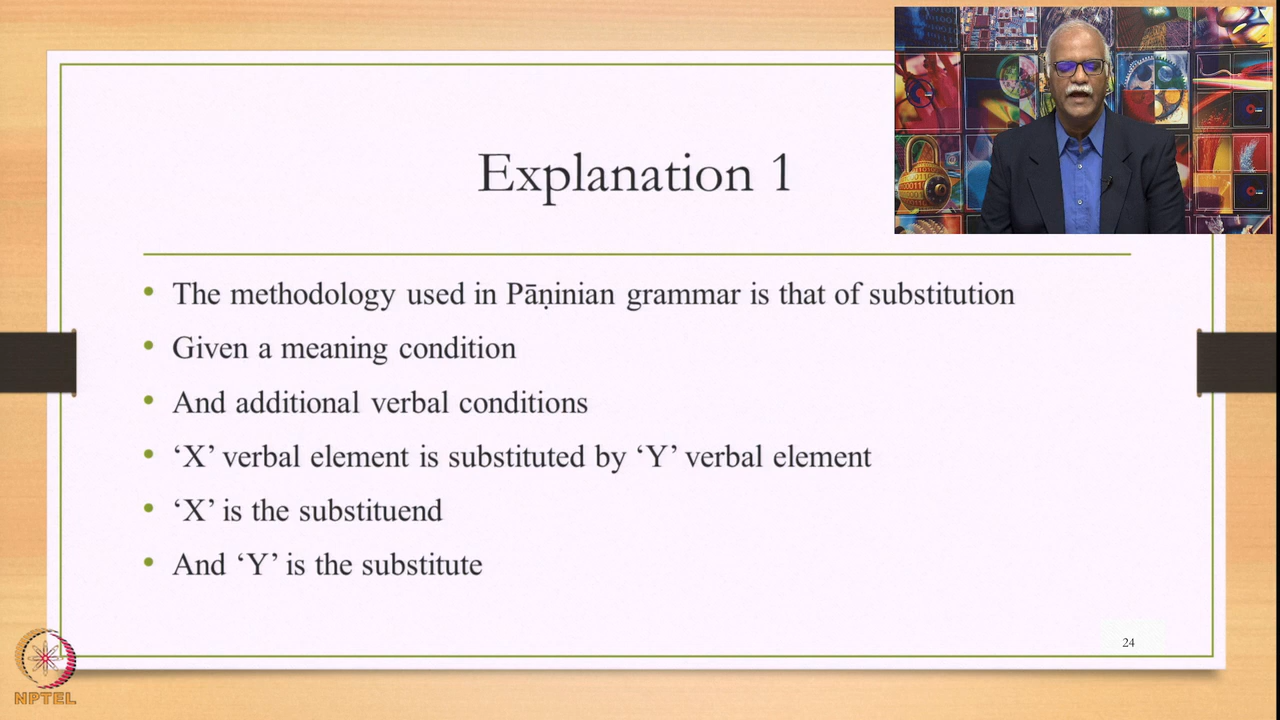 Explanation 1
The methodology used in Pāṇinian grammar is that of substitution
Given a meaning condition
And additional verbal conditions
‘X’ verbal element is substituted by ‘Y’ verbal element
‘X’ is the substituend
And ‘Y’ is the substitute
24
NPTEL